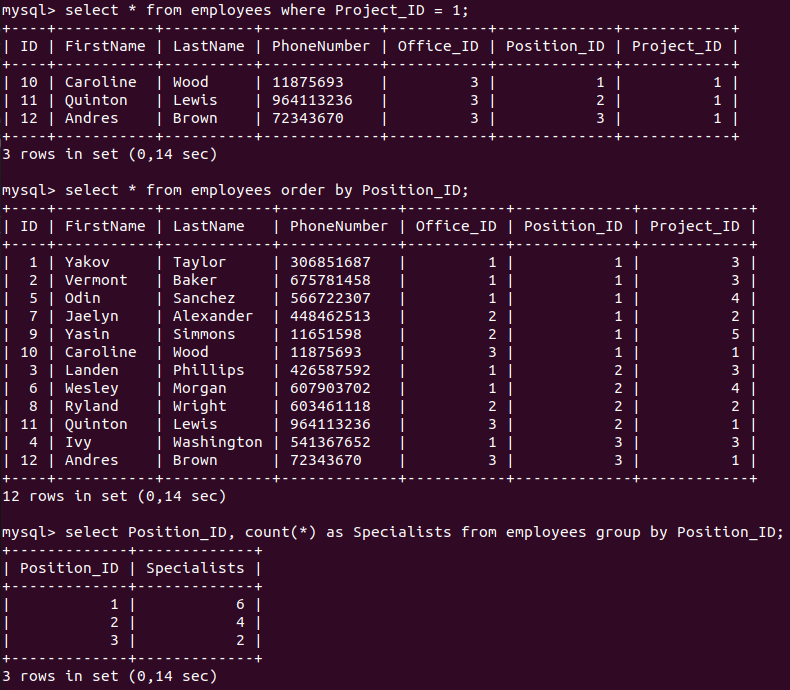 mysql> select * from employees where Project_ID = 1;
+----+-----------+----------+-------------+-----------+-------------+------------+
| ID | FirstName | LastName | PhoneNumber | Office_ID | Position_ID | Project_ID |
+----+-----------+----------+-------------+-----------+-------------+------------+
| 10 | Caroline  | Wood     | 11875693    |         3 |           1 |          1 |
| 11 | Quinton   | Lewis    | 964113236   |         3 |           2 |          1 |
| 12 | Andres    | Brown    | 72343670    |         3 |           3 |          1 |
+----+-----------+----------+-------------+-----------+-------------+------------+
3 rows in set (0,14 sec)

mysql> select * from employees order by Position_ID;
+----+-----------+------------+-------------+-----------+-------------+------------+
| ID | FirstName | LastName   | PhoneNumber | Office_ID | Position_ID | Project_ID |
+----+-----------+------------+-------------+-----------+-------------+------------+
|  1 | Yakov     | Taylor     | 306851687   |         1 |           1 |          3 |
|  2 | Vermont   | Baker      | 675781458   |         1 |           1 |          3 |
|  5 | Odin      | Sanchez    | 566722307   |         1 |           1 |          4 |
|  7 | Jaelyn    | Alexander  | 448462513   |         2 |           1 |          2 |
|  9 | Yasin     | Simmons    | 11651598    |         2 |           1 |          5 |
| 10 | Caroline  | Wood       | 11875693    |         3 |           1 |          1 |
|  3 | Landen    | Phillips   | 426587592   |         1 |           2 |          3 |
|  6 | Wesley    | Morgan     | 607903702   |         1 |           2 |          4 |
|  8 | Ryland    | Wright     | 603461118   |         2 |           2 |          2 |
| 11 | Quinton   | Lewis      | 964113236   |         3 |           2 |          1 |
|  4 | Ivy       | Washington | 541367652   |         1 |           3 |          3 |
| 12 | Andres    | Brown      | 72343670    |         3 |           3 |          1 |
+----+-----------+------------+-------------+-----------+-------------+------------+
12 rows in set (0,14 sec)

mysql> select Position_ID, count(*) as Specialists from employees group by Position_ID;
+-------------+-------------+
| Position_ID | Specialists |
+-------------+-------------+
|           1 |           6 |
|           2 |           4 |
|           3 |           2 |
+-------------+-------------+
3 rows in set (0,14 sec)